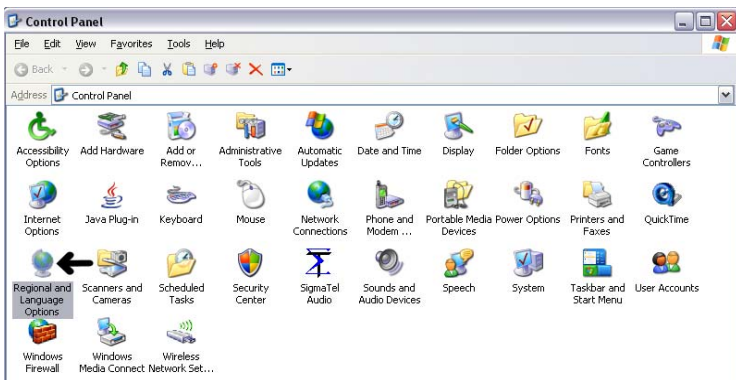 Control Panel
File Edit View Favorites Tools Help
Back
Address Control Panel
Accessibility Options
Add Hardware
Add or Remov...
Administrative Tools
Automatic Updates
Date and Time
Display
Folder Options
Fonts
Game Controllers
Internet Options
Java Plug-in
Keyboard
Mouse
Network Connections
Phone and Modem ...
Portable Media Devices
Power Options
Printers and Faxes
QuickTime
Regional and Language Options
Scanners and Cameras
Scheduled Tasks
Security Center
SigmaTel Audio
Sounds and Audio Devices
Speech
System
Taskbar and Start Menu
User Accounts
Windows Firewall
Windows Media Connect
Wireless Network Set...